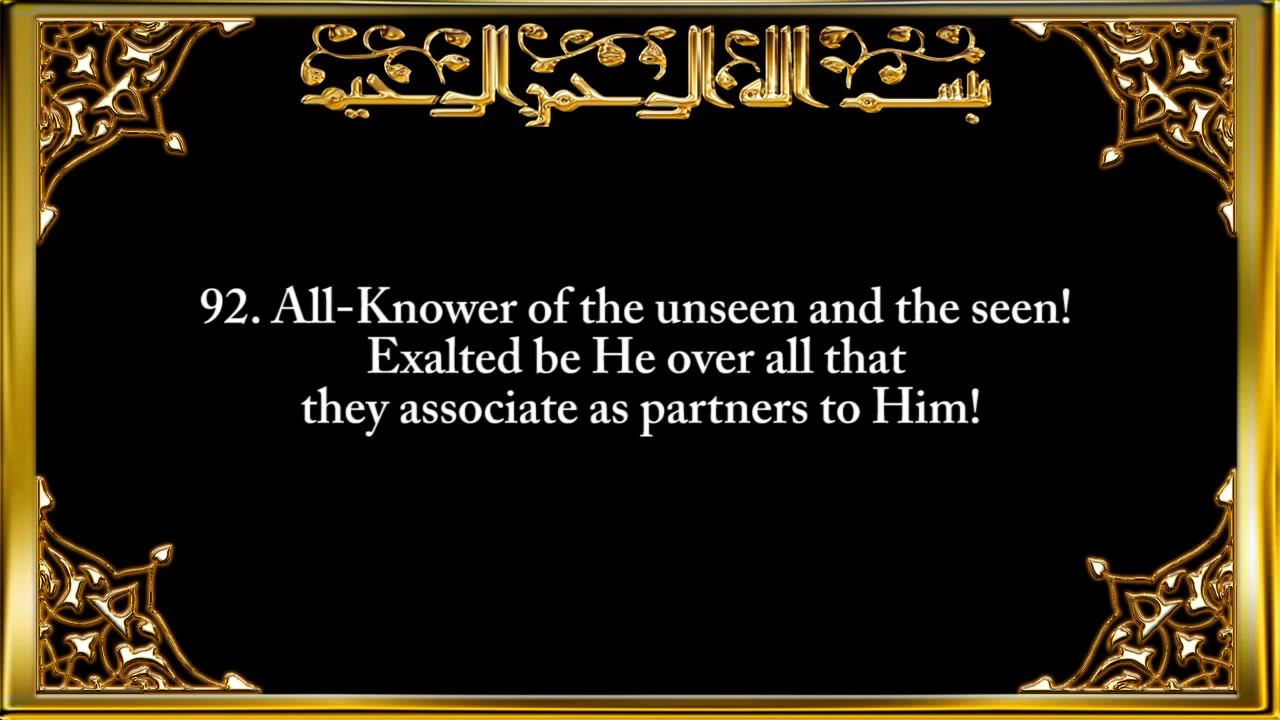 بسم الله الرحمن الرحيم
92. All-Knower of the unseen and the seen!
Exalted be He over all that
they associate as partners to Him!